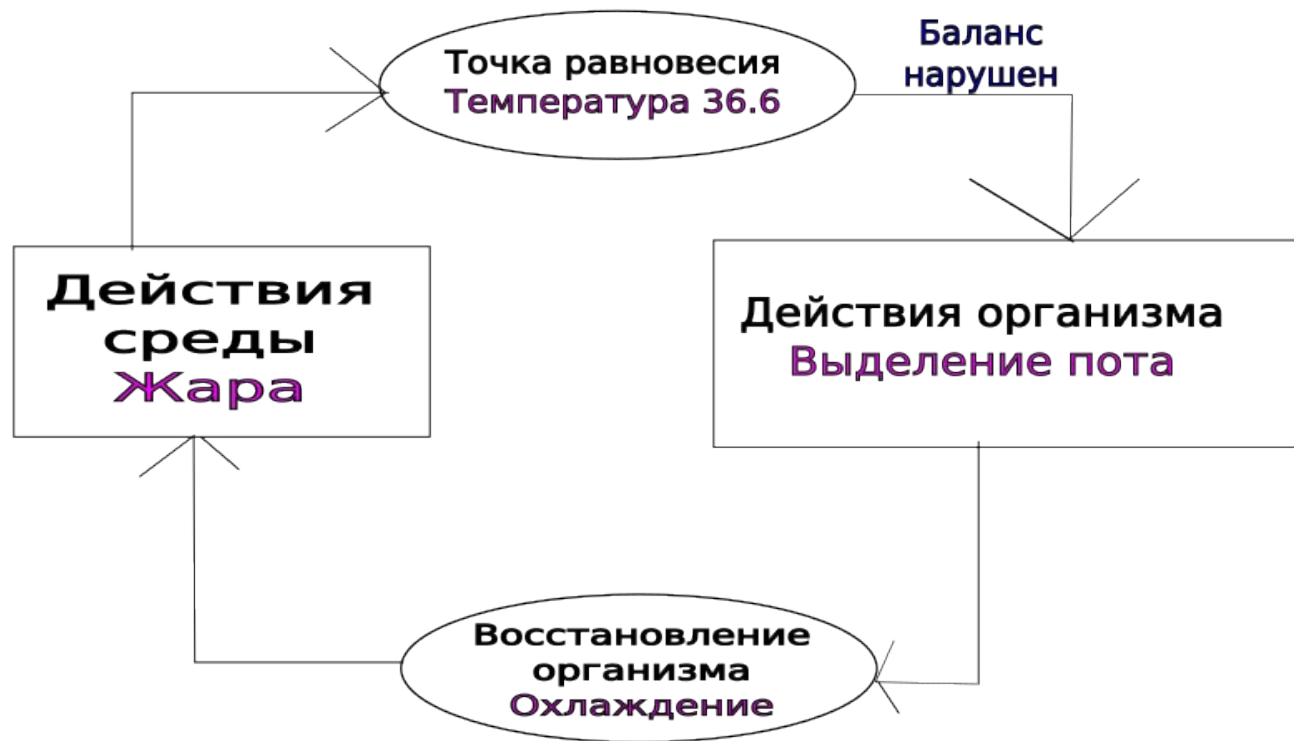 Точка равновесия
Температура 36.6
Баланс
нарушен
Действия
среды
Жара
Действия организма
Выделение пота
Восстановление
организма
Охлаждение